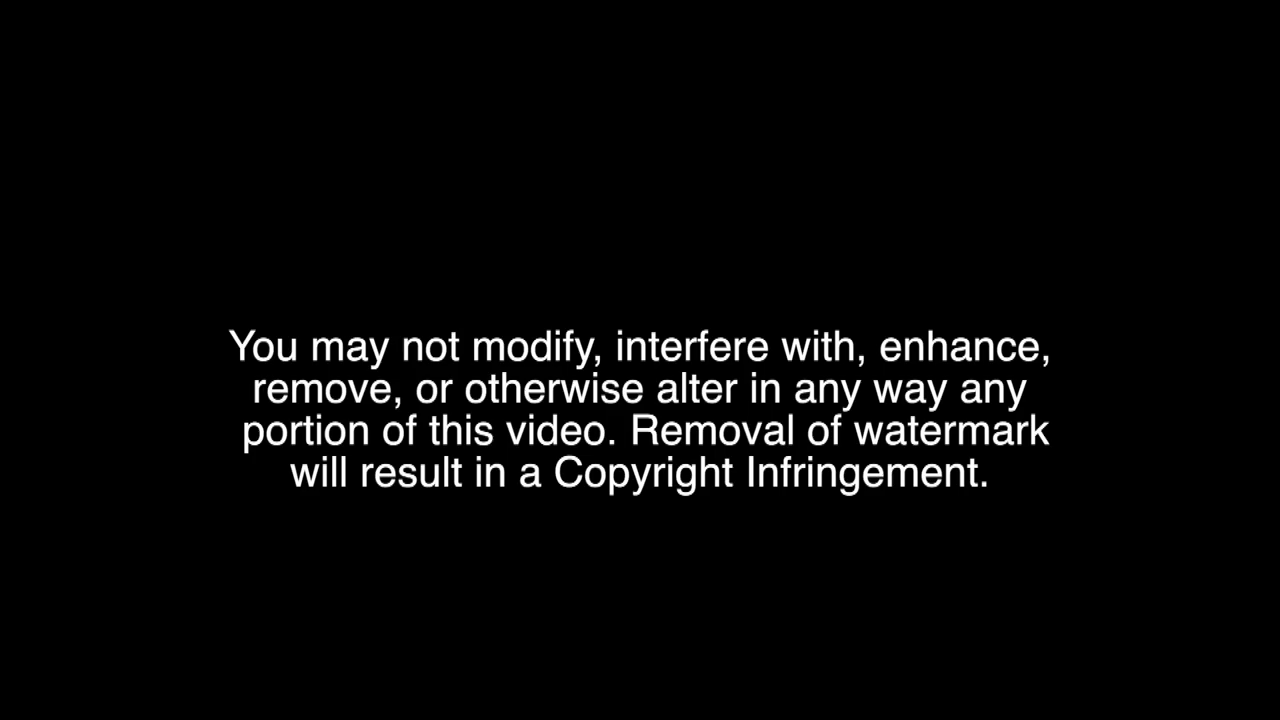 You may not modify, interfere with, enhance,
remove, or otherwise alter in any way any
portion of this video. Removal of watermark
will result in a Copyright Infringement.